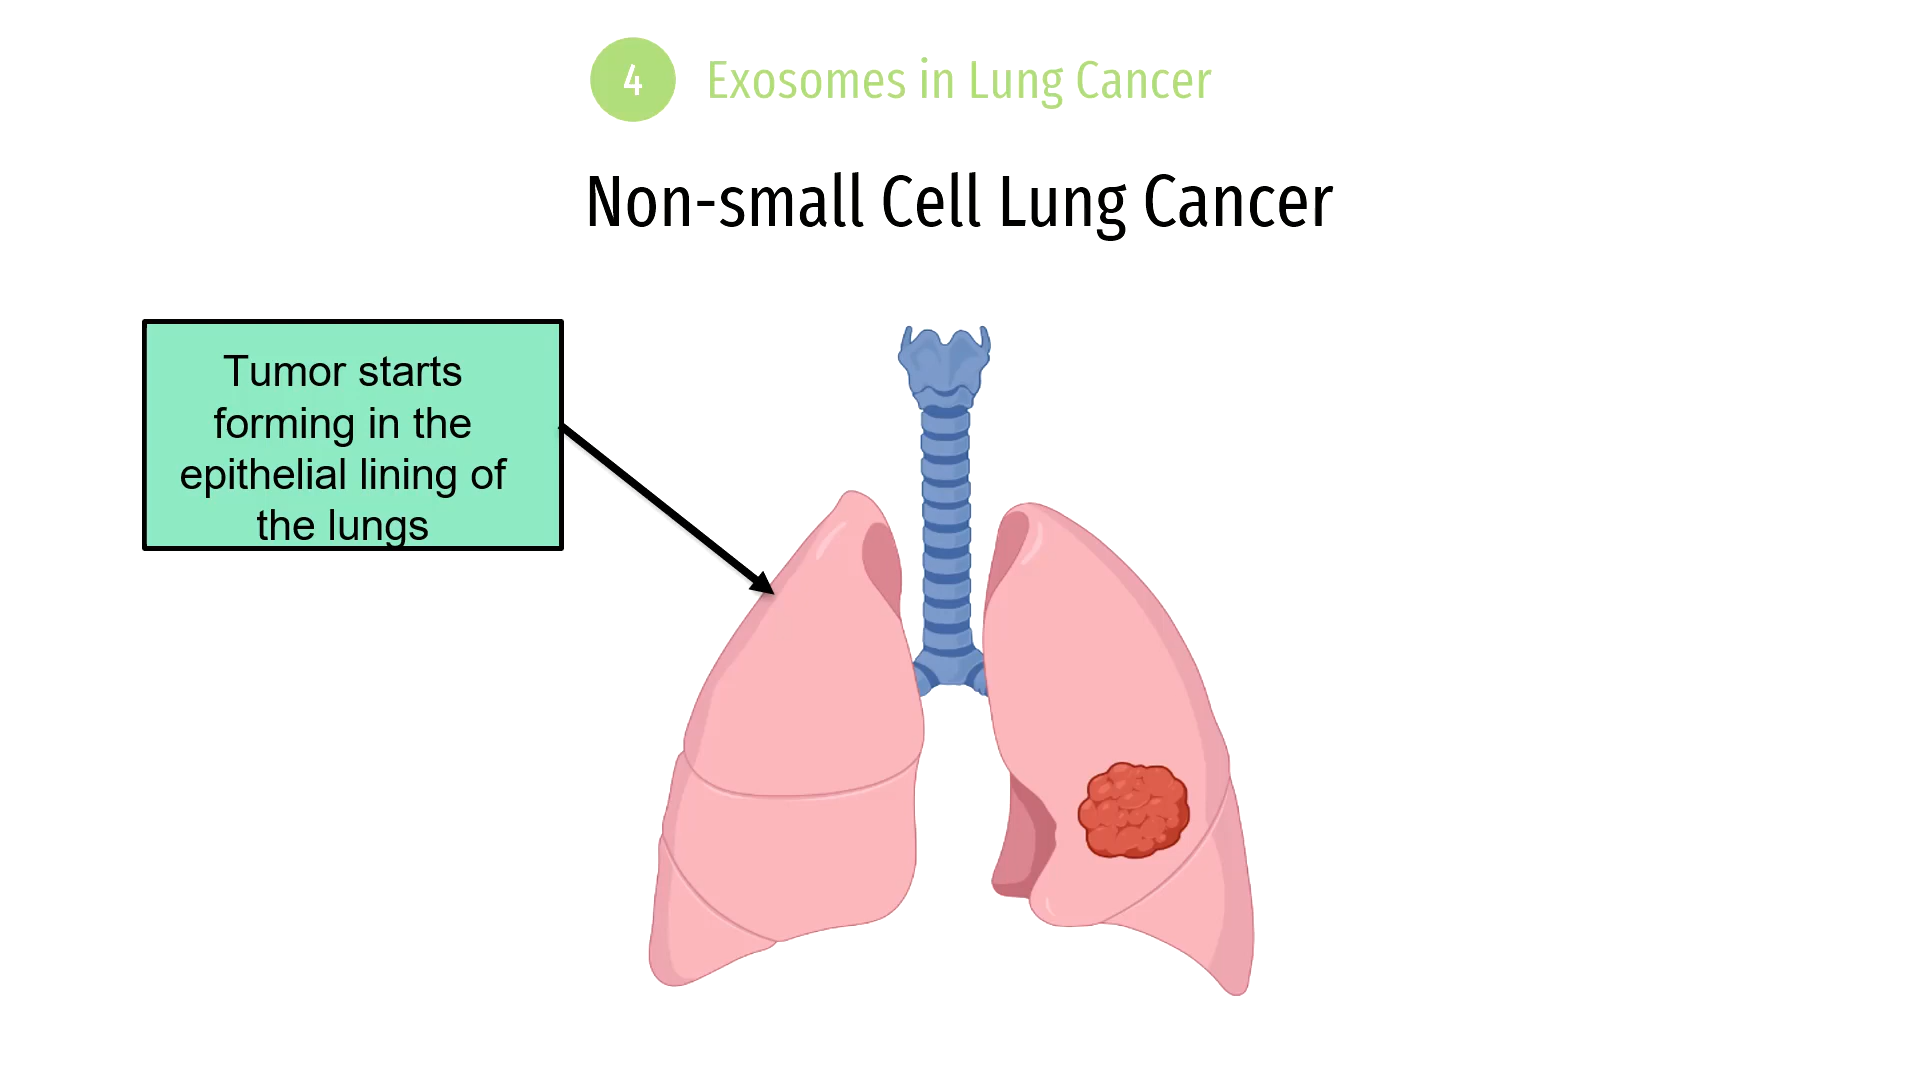 4 Exosomes in Lung Cancer
Non-small Cell Lung Cancer
Tumor starts
forming in the
epithelial lining of
the lungs